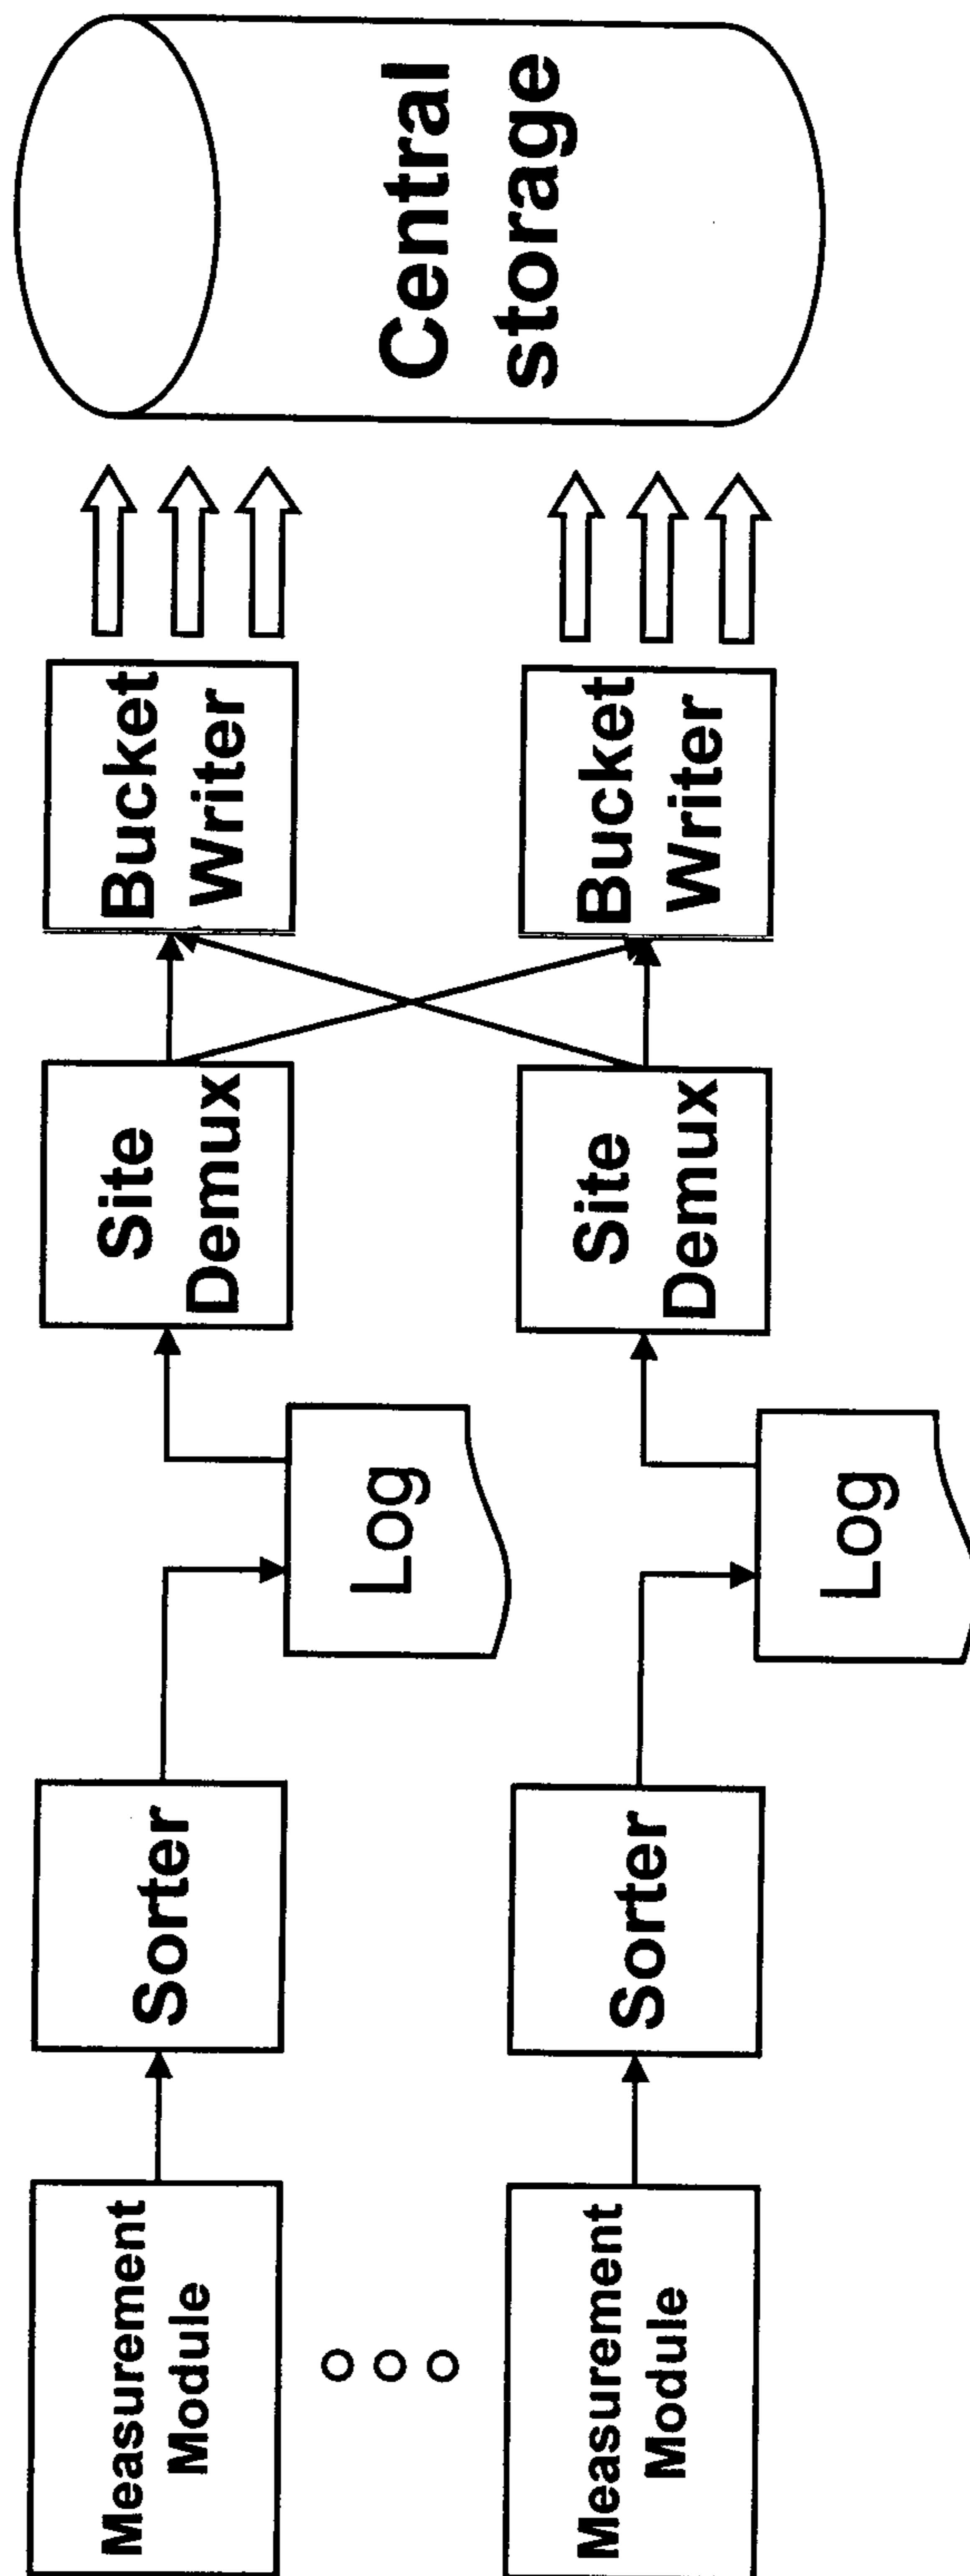 Measurement
Module
Sorter
Log
Site
Demux
Bucket
Writer
Central
storage
Measurement
Module
Sorter
Log
Site
Demux
Bucket
Writer